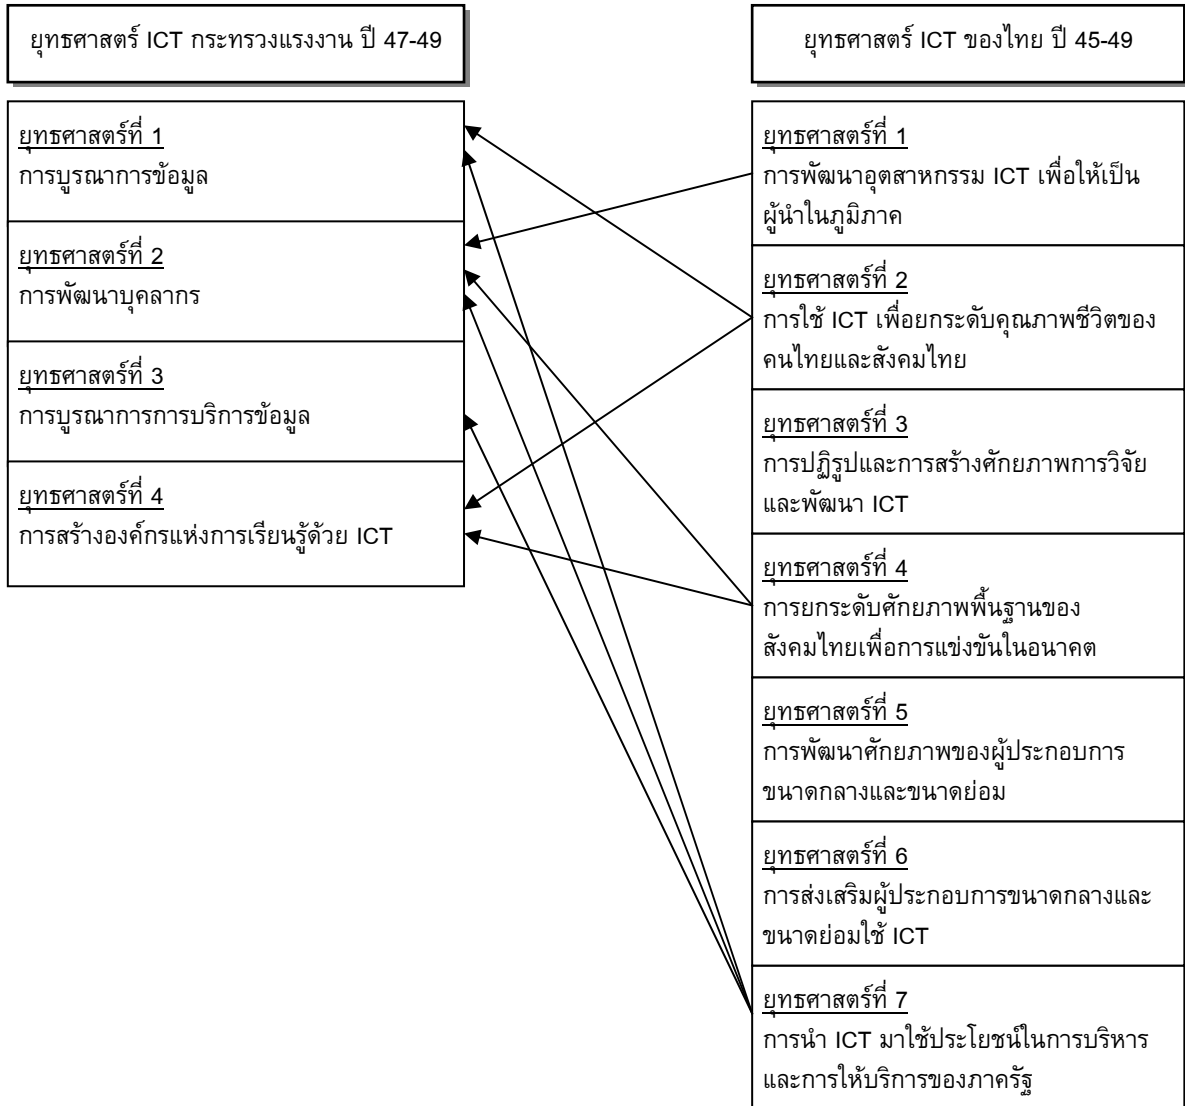 ยุทธศาสตร์ ICT กระทรวงแรงงาน ปี 47-49
ยุทธศาสตร์ที่ 1
การบูรณาการข้อมูล
ยุทธศาสตร์ที่ 2
การพัฒนาบุคลากร
ยุทธศาสตร์ที่ 3
การบูรณาการการบริการข้อมูล
ยุทธศาสตร์ที่ 4
การสร้างองค์กรแห่งการเรียนรู้ด้วย ICT
ยุทธศาสตร์ ICT ของไทย ปี 45-49
ยุทธศาสตร์ที่ 1
การพัฒนาอุตสาหกรรม ICT เพื่อให้เป็น
ผู้นำในภูมิภาค
ยุทธศาสตร์ที่ 2
การใช้ ICT เพื่อยกระดับคุณภาพชีวิตของ
คนไทยและสังคมไทย
ยุทธศาสตร์ที่ 3
การปฏิรูปและการสร้างศักยภาพการวิจัย
และพัฒนา ICT
ยุทธศาสตร์ที่ 4
การยกระดับศักยภาพพื้นฐานของ
สังคมไทยเพื่อการแข่งขันในอนาคต
ยุทธศาสตร์ที่ 5
การพัฒนาศักยภาพของผู้ประกอบการ
ขนาดกลางและขนาดย่อม
ยุทธศาสตร์ที่ 6
การส่งเสริมผู้ประกอบการขนาดกลางและ
ขนาดย่อมใช้ ICT
ยุทธศาสตร์ที่ 7
การนำ ICT มาใช้ประโยชน์ในการบริหาร
และการให้บริการของภาครัฐ